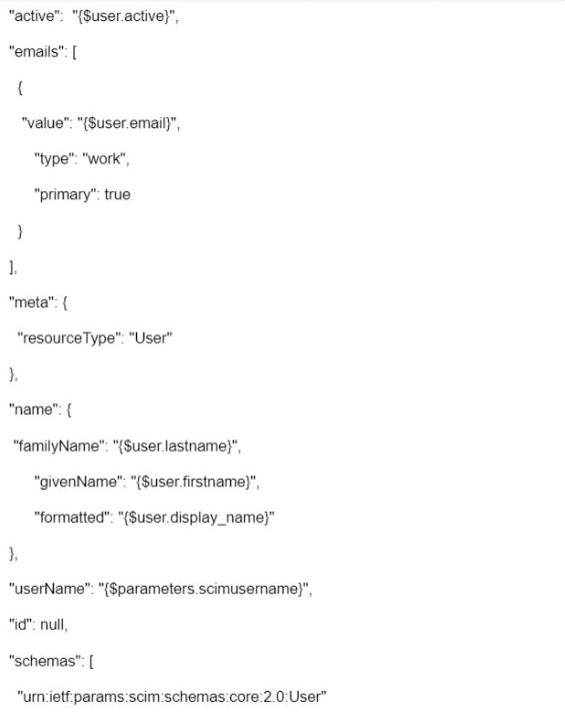 "active":  "{$user.active}",
"emails": [
{
"value": "{$user.email}",
"type": "work",
"primary": true
}
],
"meta": {
"resourceType": "User"
},
"name": {
"familyName": "{$user.lastname}",
"givenName": "{$user.firstname}",
"formatted": "{$user.display_name}"
},
"userName": "{$parameters.scimusername}",
"id": null,
"schemas": [
"urn:ietf:params:scim:schemas:core:2.0:User"